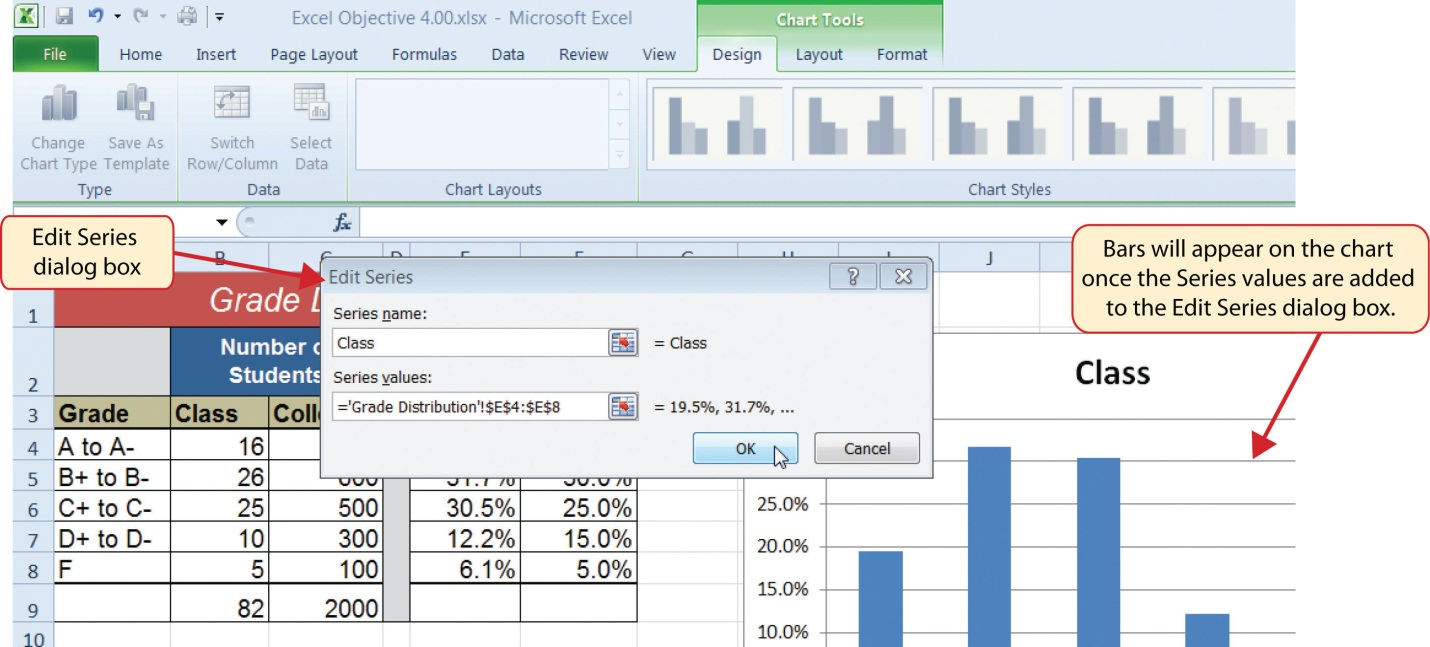 Excel Objective 4.00.xlsx - Microsoft Excel
Chart Tools
File Home Insert Page Layout Formulas Data Review View Design Layout Format
Change Chart Type
Save As Template
Switch Row/Column
Select Data
Type Data Chart Layouts Chart Styles
fx
Edit Series
dialog box
Bars will appear on the chart
once the Series values are added
to the Edit Series dialog box.
B J
Edit Series
Series name:
Class = Class
Series values:
='Grade Distribution'!$E$4:$E$8 = 19.5%, 31.7%, ...
OK Cancel
1 Grade
2 Number
Students
3 Grade Class
4 A to A- 16
5 B+ to B- 26 600 31.7% 30.0%
6 C+ to C- 25 500 30.5% 25.0%
7 D+ to D- 10 300 12.2% 15.0%
8 F 5 100 6.1% 5.0%
9 82 2000
10
Class
25.0%
20.0%
15.0%
10.0%